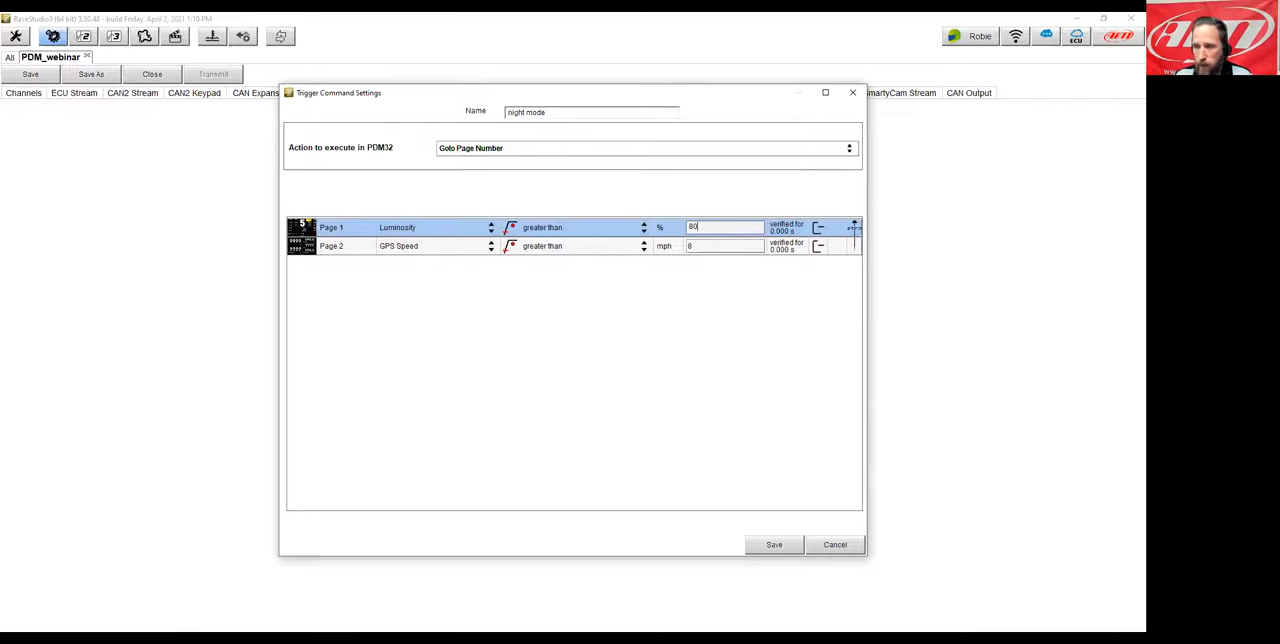 RaceStudio3 (64 bit) 3.50.48 - build Friday, April 2, 2021 1:10 PM
Robie
ECU
All PDM_webinar
Save Save As Close Transmit
Channels ECU Stream CAN2 Stream CAN2 Keypad CAN Expans SmartyCam Stream CAN Output
Trigger Command Settings
Name night mode
Action to execute in PDM32 Goto Page Number
Page 1 Luminosity greater than % 80 verified for 0.000 s
Page 2 GPS Speed greater than mph 8 verified for 0.000 s
Save Cancel